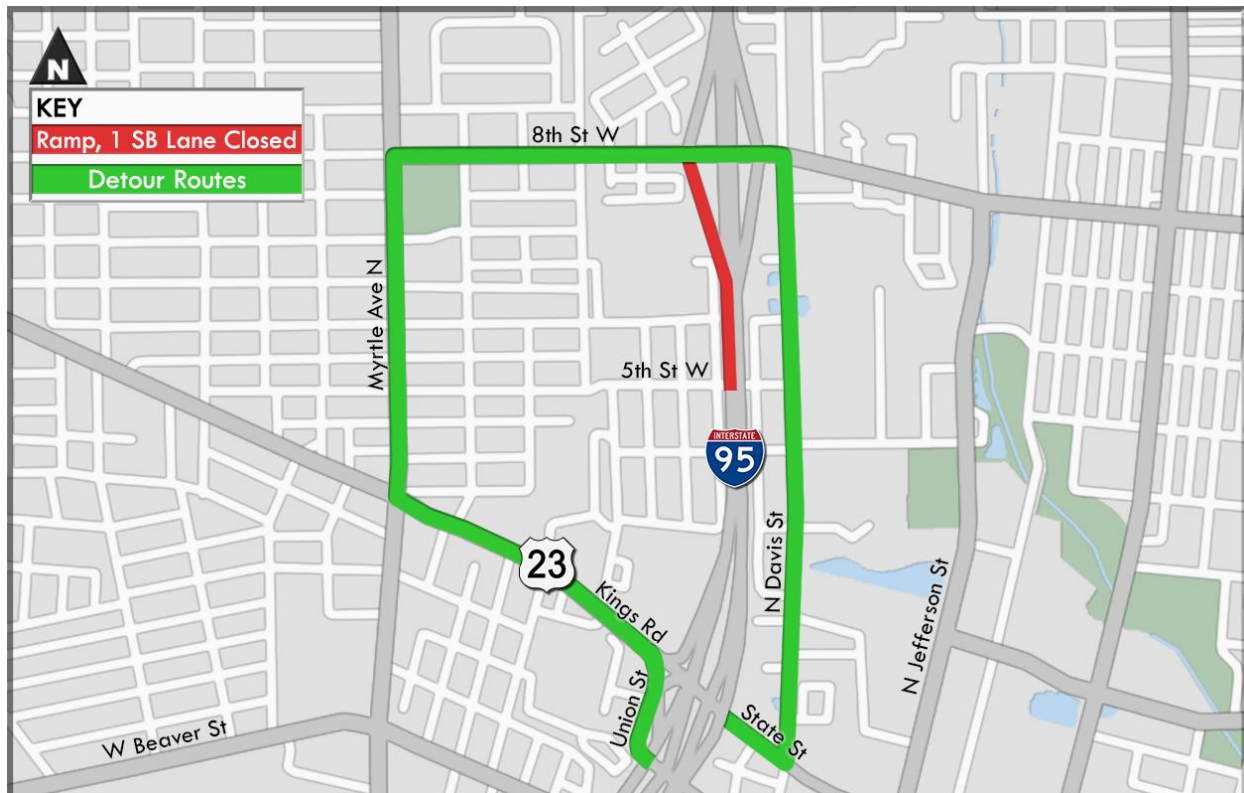 N
KEY
Ramp, 1 SB Lane Closed
Detour Routes
8th St W
Myrtle Ave N
5th St W
INTERSTATE
95
23
Kings Rd
N Davis St
N Jefferson St
Union St
State St
W Beaver St